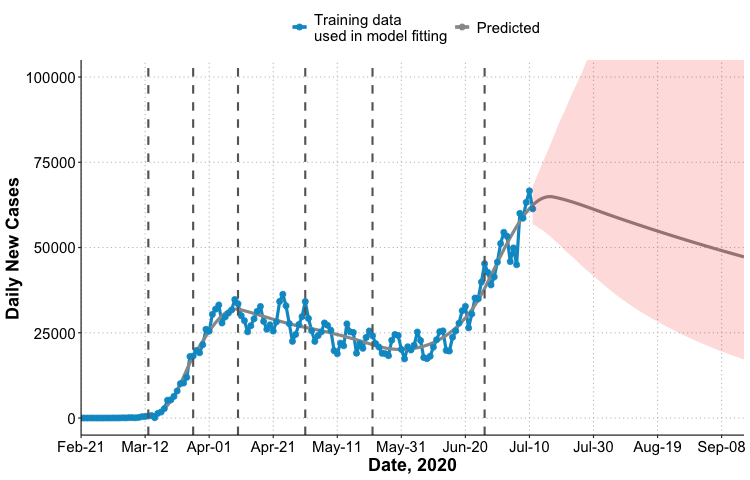 Training data
used in model fitting
Predicted
Daily New Cases
100000
75000
50000
25000
0
Feb-21 Mar-12 Apr-01 Apr-21 May-11 May-31 Jun-20 Jul-10 Jul-30 Aug-19 Sep-08
Date, 2020